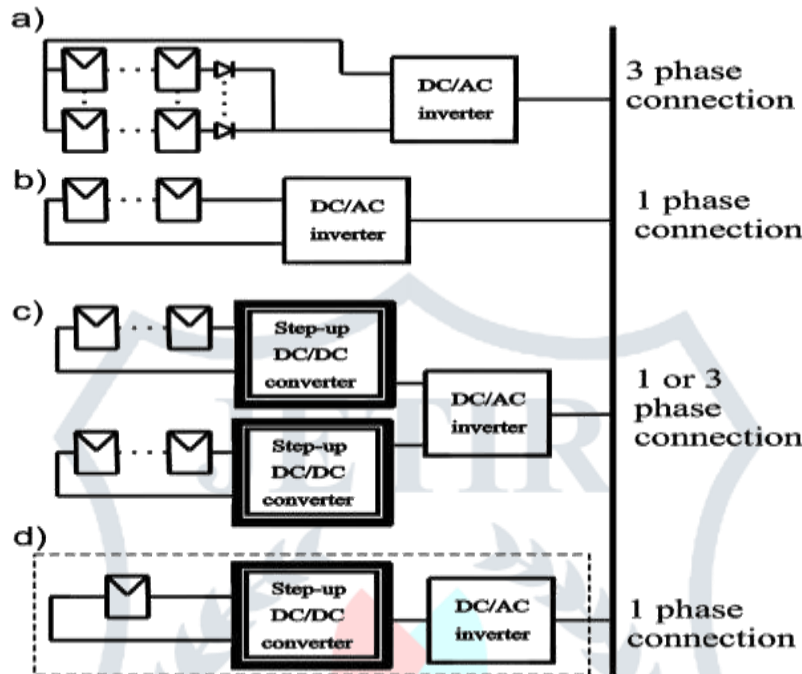 a)
DC/AC
inverter
3 phase
connection
b)
DC/AC
inverter
1 phase
connection
c)
Step-up
DC/DC
converter
Step-up
DC/DC
converter
DC/AC
inverter
1 or 3
phase
connection
JETIR
d)
Step-up
DC/DC
converter
DC/AC
inverter
1 phase
connection